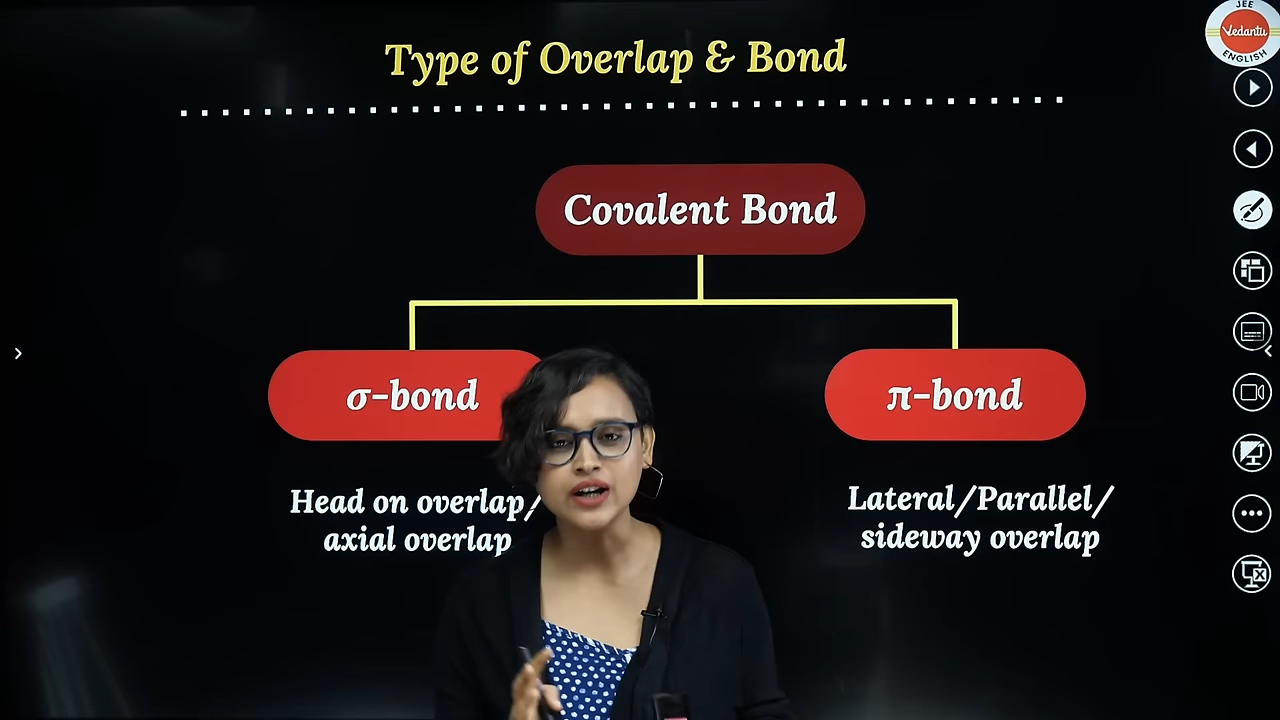 Type of Overlap & Bond
JEE
Vedantu
ENGLISH
Covalent Bond
σ-bond
π-bond
Head on overlap/
axial overlap
Lateral/Parallel/
sideway overlap